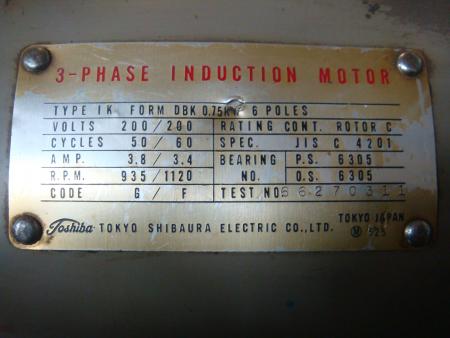 3-PHASE INDUCTION MOTOR
TYPE IK FORM DBK 0.75KW 6 POLES
VOLTS 200/200 RATING CONT. ROTOR C
CYCLES 50/60 SPEC. JIS C 4201
AMP. 3.8/3.4 BEARING P.S. 6305
R.P.M. 935/1120 NO. O.S. 6305
CODE G/F TEST NO. 66270311
Toshiba TOKYO SHIBAURA ELECTRIC CO.,LTD. TOKYO JAPAN
M 525